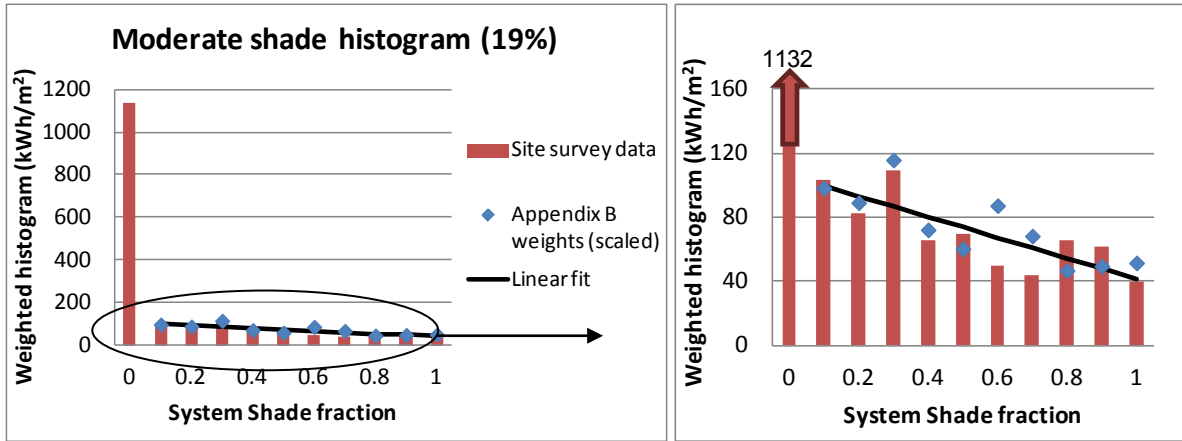 Moderate shade histogram (19%)
Weighted histogram (kWh/m²)
1200
1000
800
600
400
200
0
0 0.2 0.4 0.6 0.8 1
System Shade fraction
Site survey data
Appendix B
weights (scaled)
Linear fit
1132
Weighted histogram (kWh/m²)
160
120
80
40
0
0 0.2 0.4 0.6 0.8 1
System Shade fraction